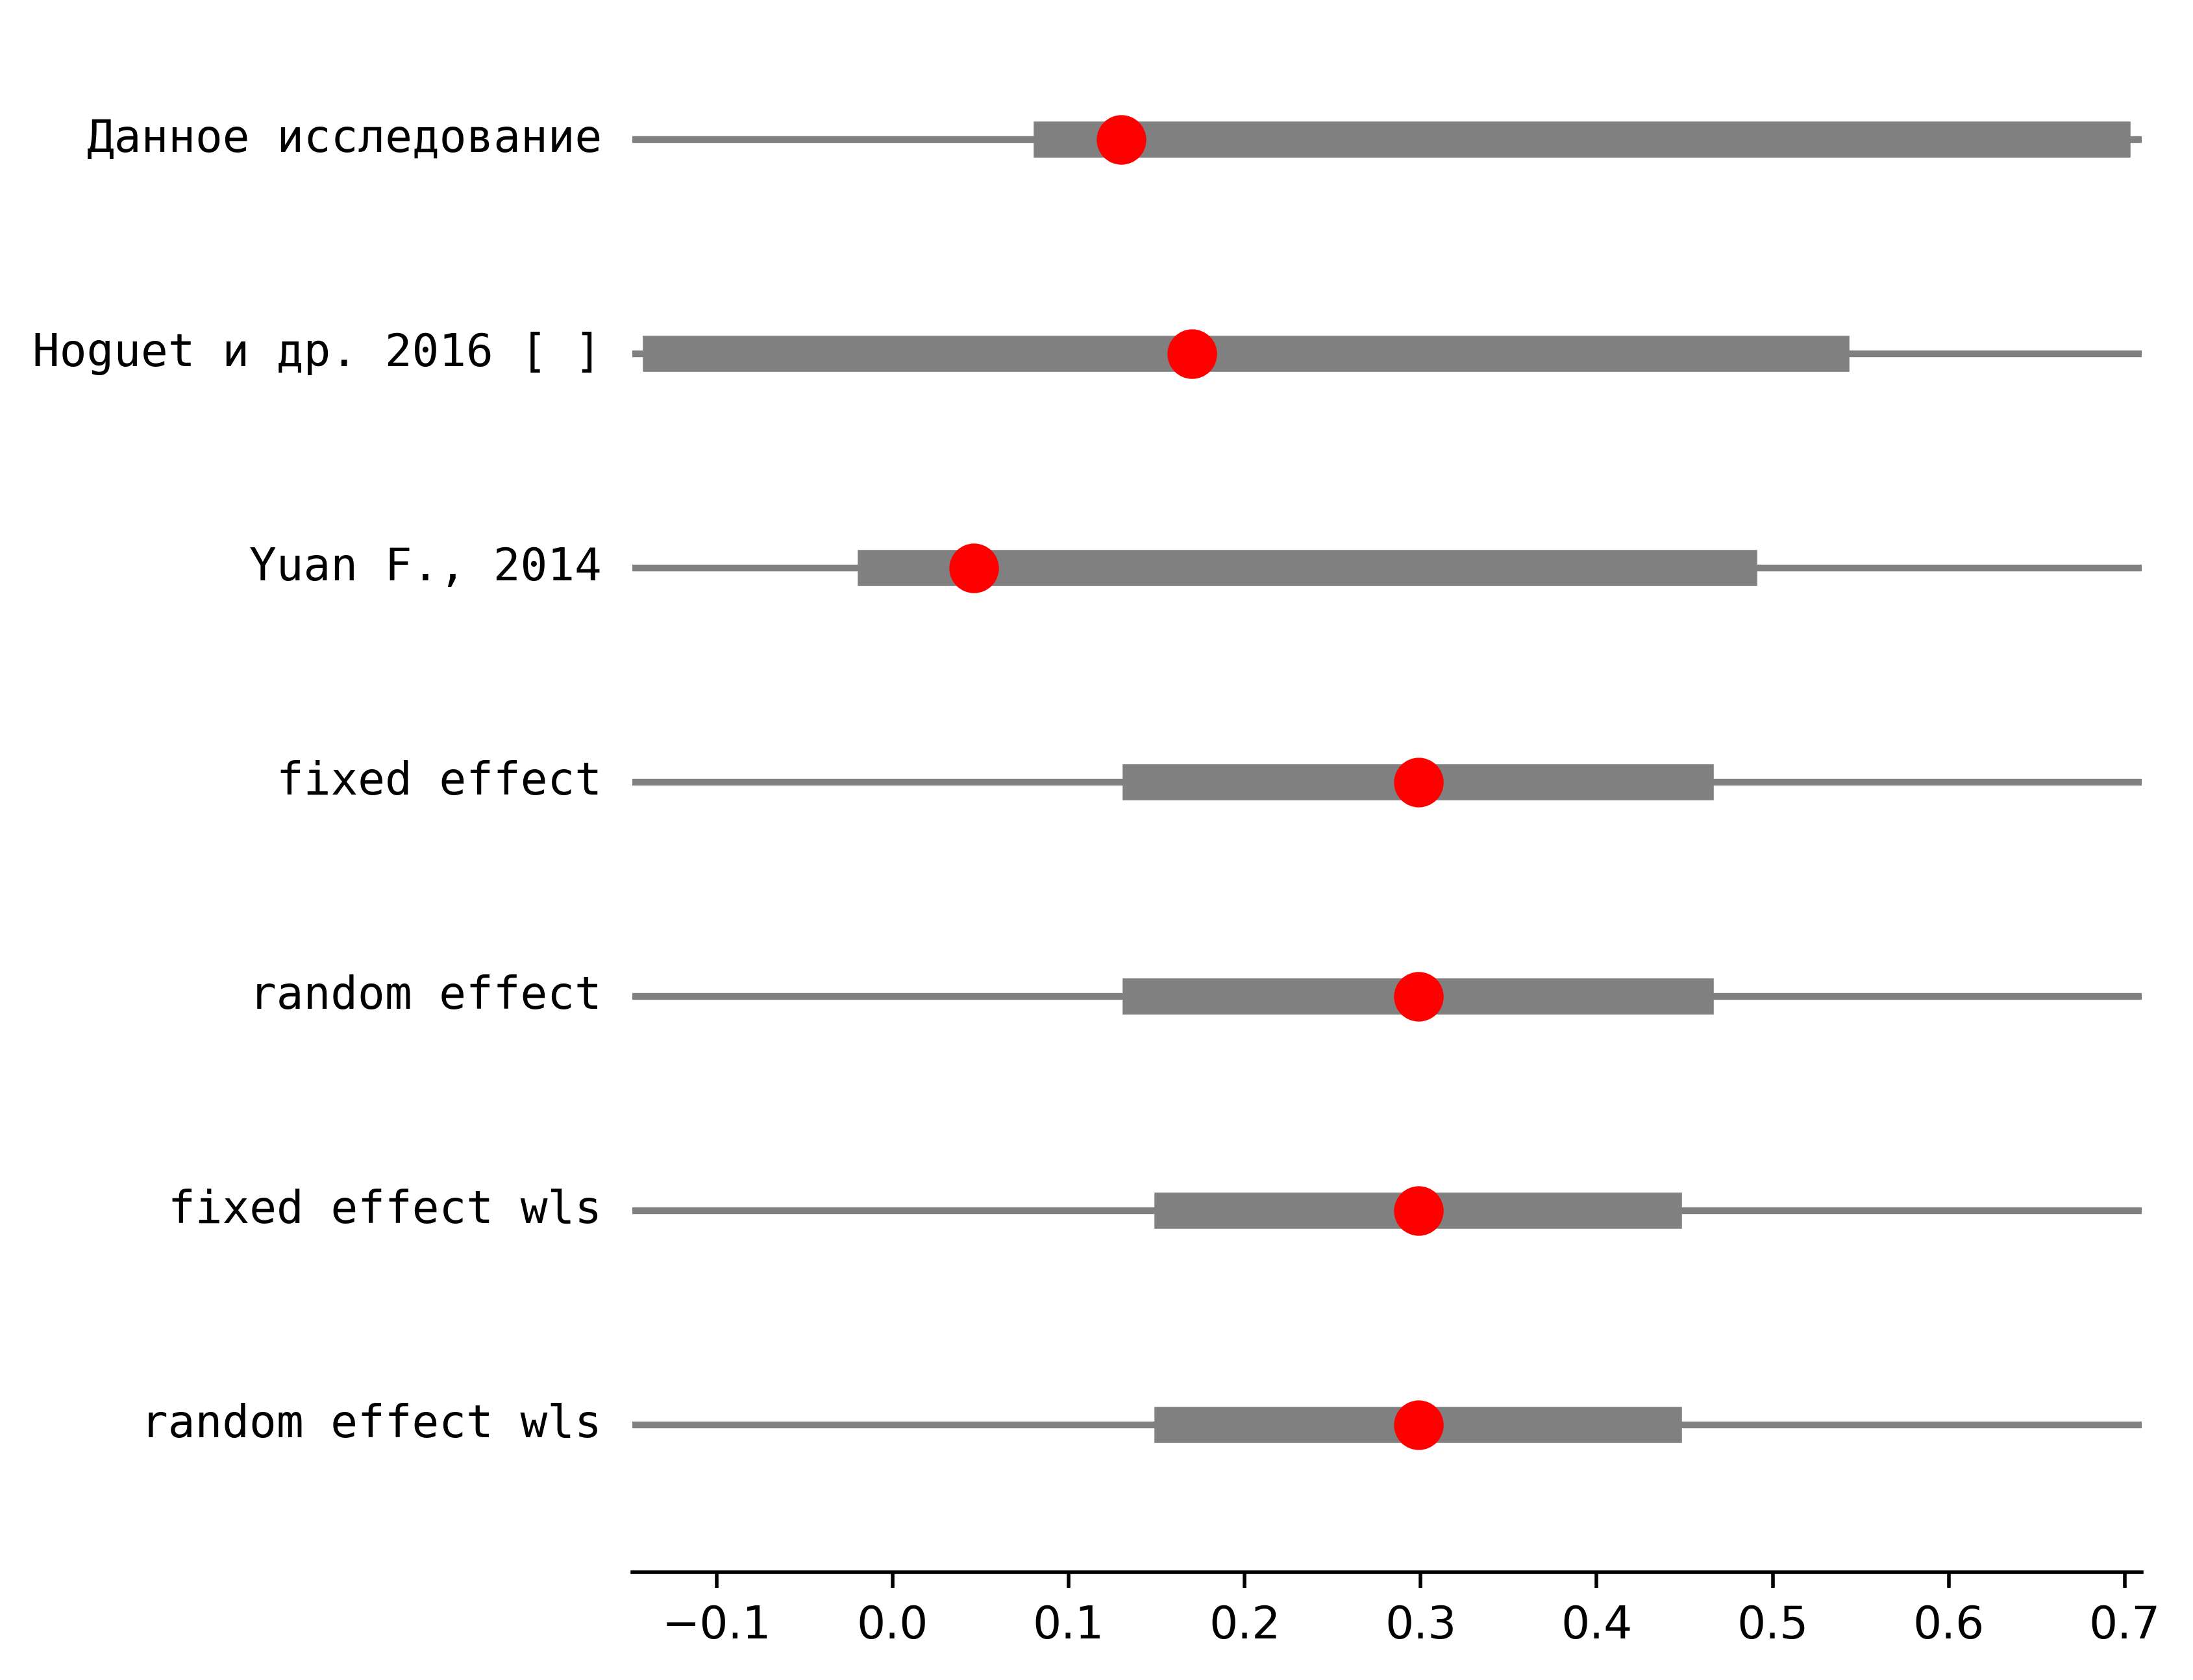 Данное исследование
Hoguet и др. 2016 [ ]
Yuan F., 2014
fixed effect
random effect
fixed effect wls
random effect wls
−0.1 0.0 0.1 0.2 0.3 0.4 0.5 0.6 0.7